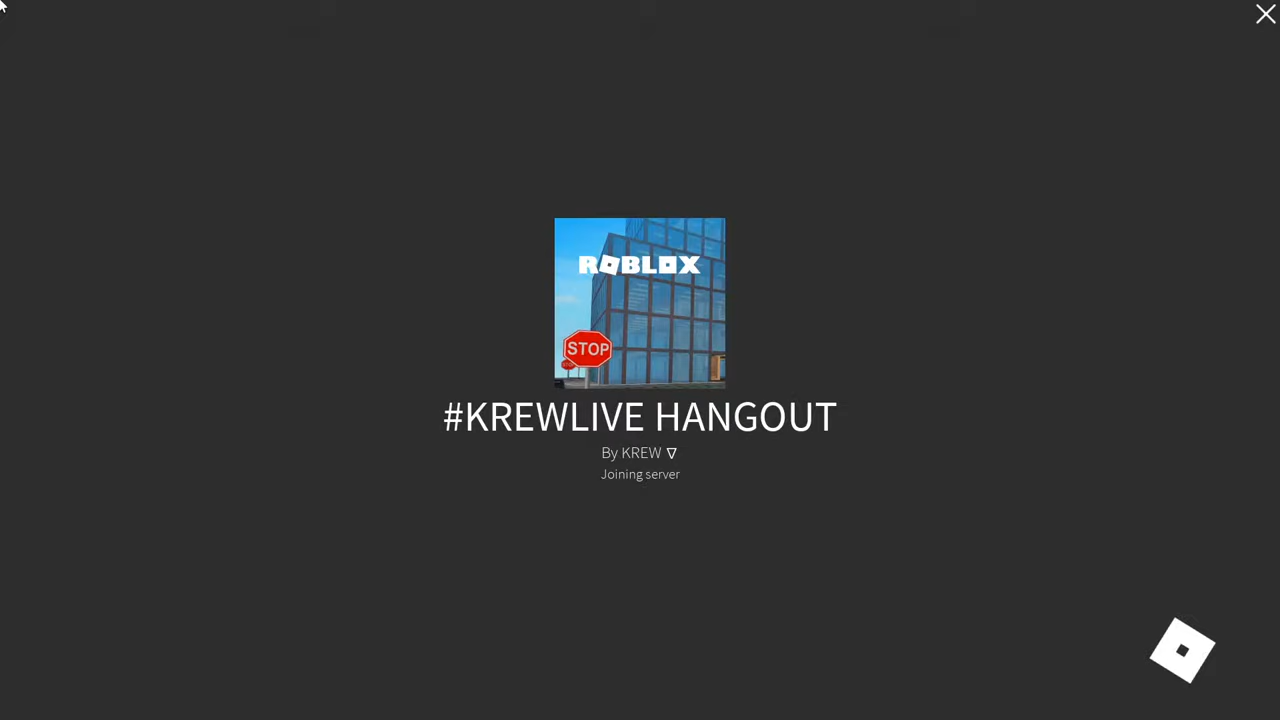 ROBLOX
STOP
#KREWLIVE HANGOUT
By KREW ∇
Joining server